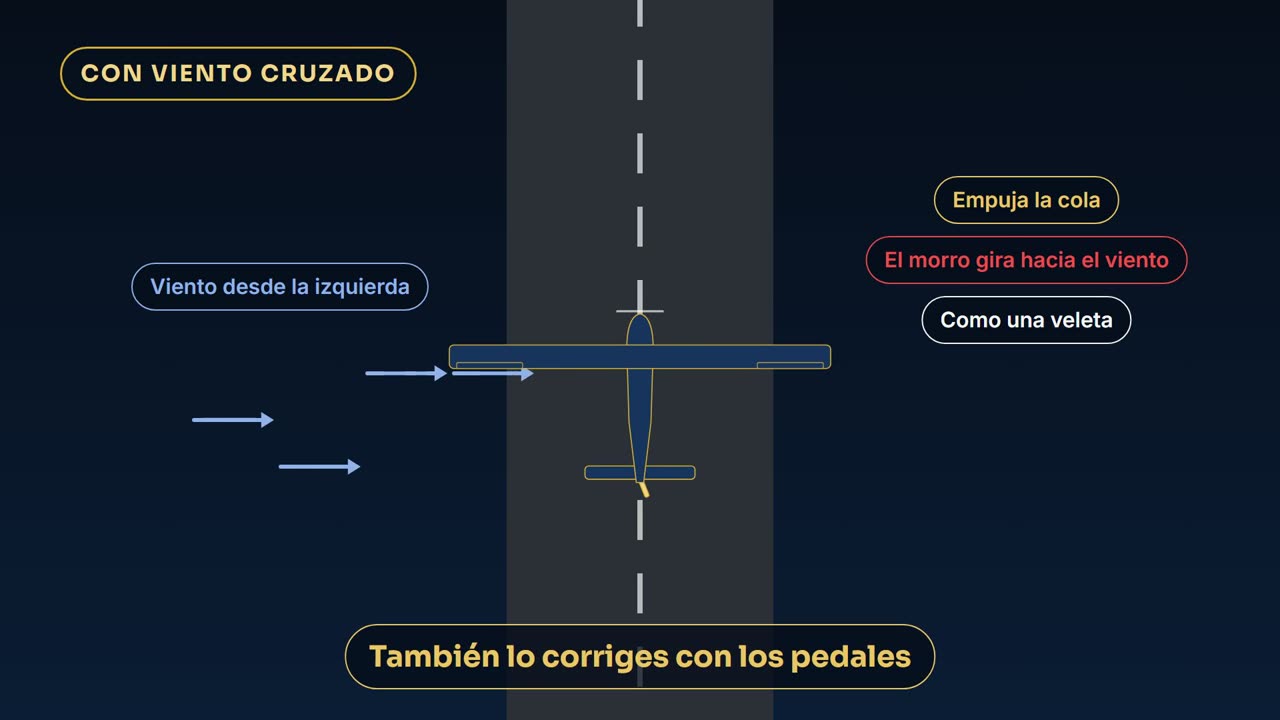 CON VIENTO CRUZADO
Empuja la cola
El morro gira hacia el viento
Viento desde la izquierda
Como una veleta
También lo corriges con los pedales